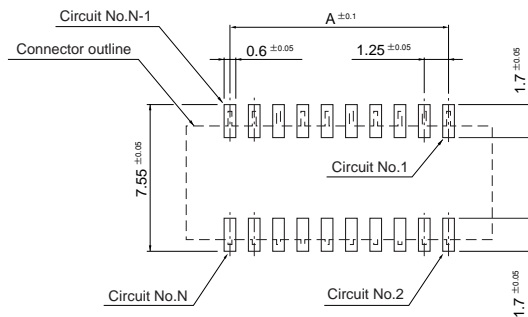 Circuit No.N-1
A ±0.1
Connector outline
0.6 ±0.05
1.25 ±0.05
1.7 ±0.05
7.55 ±0.05
Circuit No.1
Circuit No.N
Circuit No.2
1.7 ±0.05